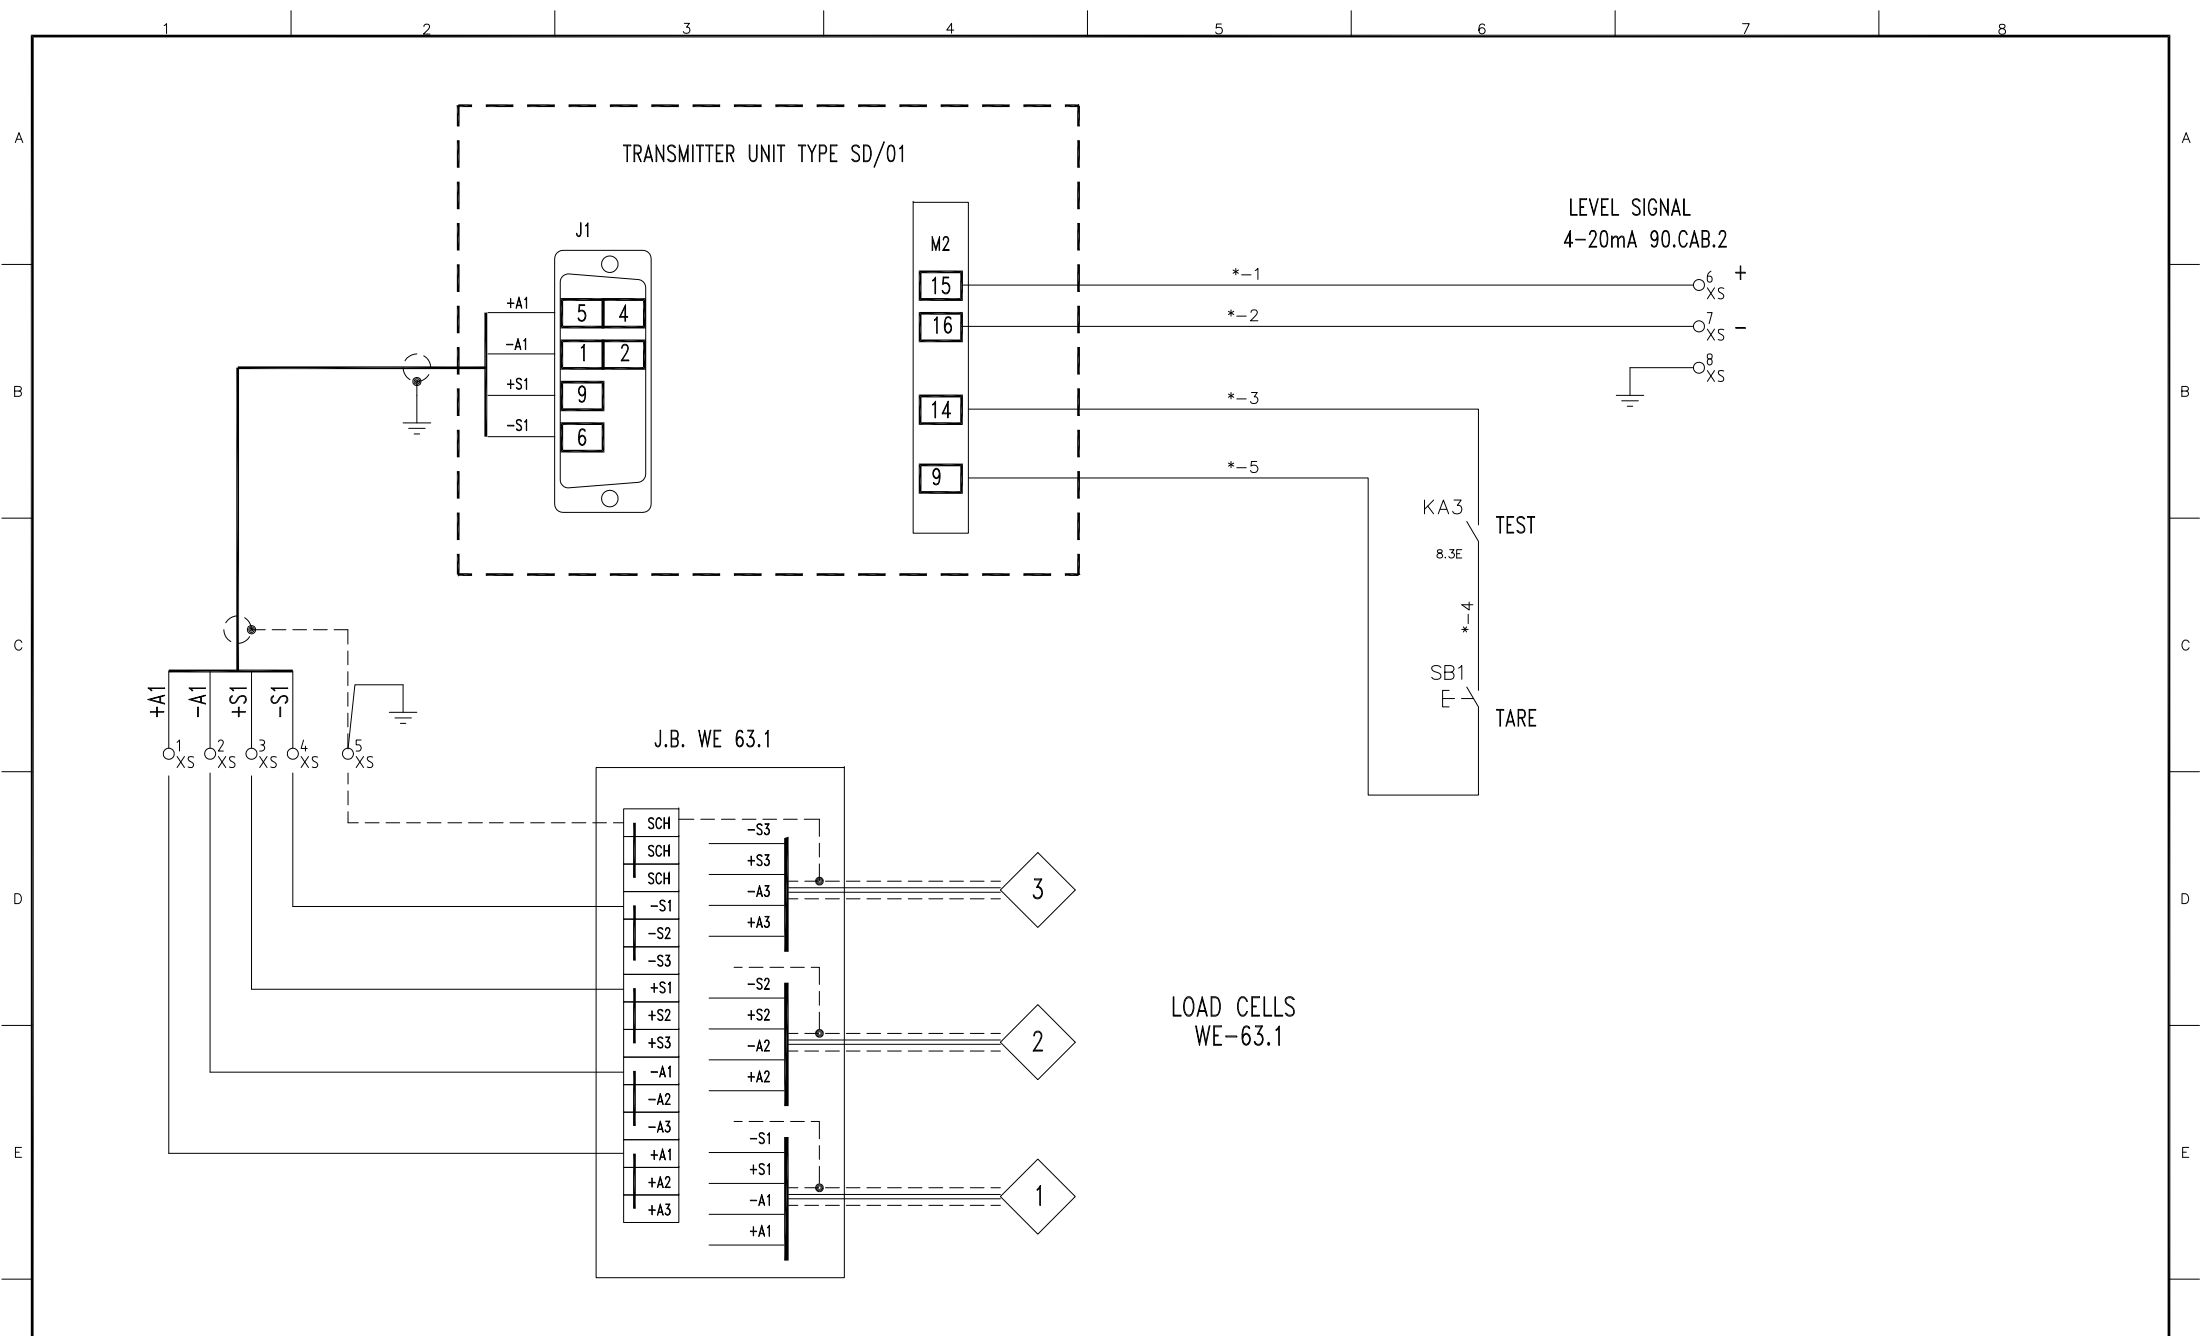 1 2 3 4 5 6 7 8
A A
TRANSMITTER UNIT TYPE SD/01
LEVEL SIGNAL
4-20mA 90.CAB.2
J1
M2
+A1
5 4
-A1
1 2
+S1
9
-S1
6
15
*-1
6
XS
+
16
*-2
7
XS
-
8
XS
B B
14
*-3
9
*-5
KA3
TEST
8.3E
*-4
C C
SB1
E
TARE
+A1
-A1
+S1
-S1
1
XS
2
XS
3
XS
4
XS
5
XS
J.B. WE 63.1
SCH
SCH
SCH
-S1
-S2
-S3
+S1
+S2
+S3
-A1
-A2
-A3
+A1
+A2
+A3
-S3
+S3
-A3
+A3
3
D D
-S2
+S2
-A2
+A2
2
LOAD CELLS
WE-63.1
-S1
+S1
-A1
+A1
1
E E